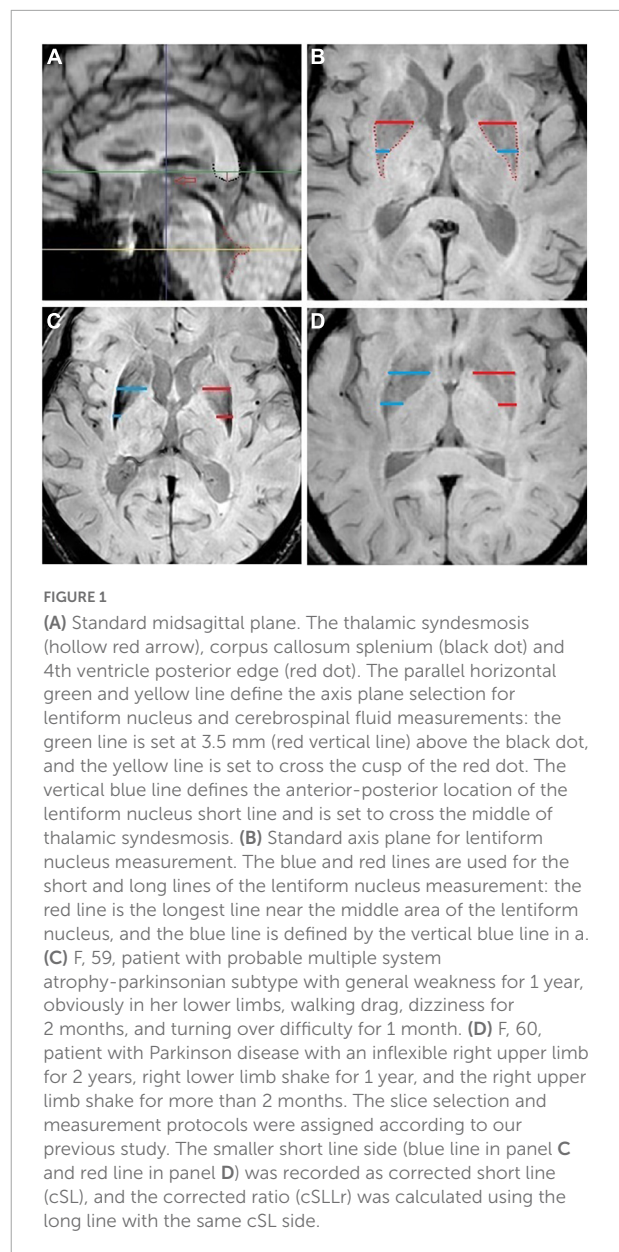 A
B
C
D
FIGURE 1
(A) Standard midsagittal plane. The thalamic syndesmosis
(hollow red arrow), corpus callosum splenium (black dot) and
4th ventricle posterior edge (red dot). The parallel horizontal
green and yellow line define the axis plane selection for
lentiform nucleus and cerebrospinal fluid measurements: the
green line is set at 3.5 mm (red vertical line) above the black dot,
and the yellow line is set to cross the cusp of the red dot. The
vertical blue line defines the anterior-posterior location of the
lentiform nucleus short line and is set to cross the middle of
thalamic syndesmosis. (B) Standard axis plane for lentiform
nucleus measurement. The blue and red lines are used for the
short and long lines of the lentiform nucleus measurement: the
red line is the longest line near the middle area of the lentiform
nucleus, and the blue line is defined by the vertical blue line in a.
(C) F, 59, patient with probable multiple system
atrophy-parkinsonian subtype with general weakness for 1 year,
obviously in her lower limbs, walking drag, dizziness for
2 months, and turning over difficulty for 1 month. (D) F, 60,
patient with Parkinson disease with an inflexible right upper limb
for 2 years, right lower limb shake for 1 year, and the right upper
limb shake for more than 2 months. The slice selection and
measurement protocols were assigned according to our
previous study. The smaller short line side (blue line in panel C
and red line in panel D) was recorded as corrected short line
(cSL), and the corrected ratio (cSLLr) was calculated using the
long line with the same cSL side.